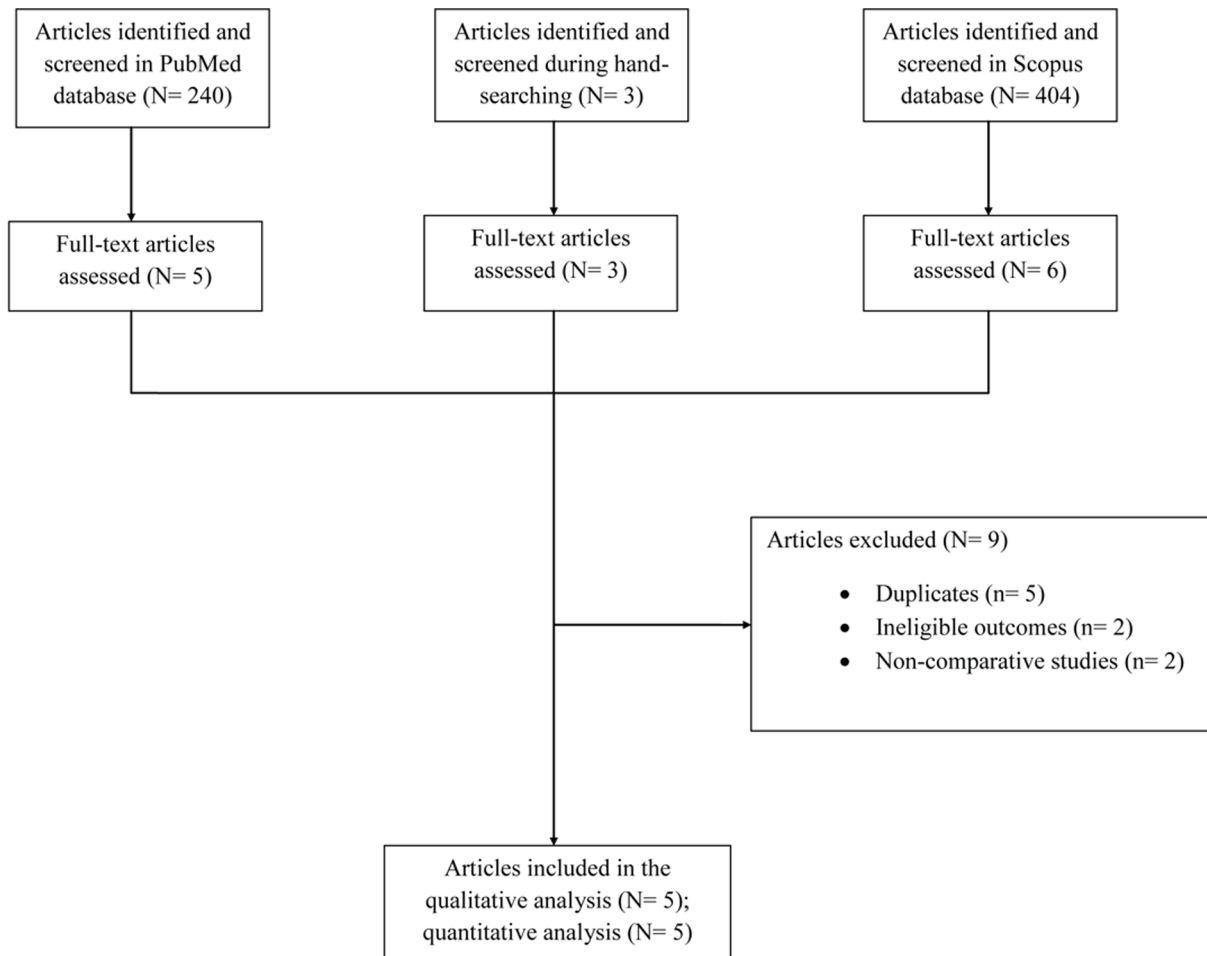 Articles identified and
screened in PubMed
database (N= 240)
Articles identified and
screened during hand-
searching (N= 3)
Articles identified and
screened in Scopus
database (N= 404)
Full-text articles
assessed (N= 5)
Full-text articles
assessed (N= 3)
Full-text articles
assessed (N= 6)
Articles excluded (N= 9)
• Duplicates (n= 5)
• Ineligible outcomes (n= 2)
• Non-comparative studies (n= 2)
Articles included in the
qualitative analysis (N= 5);
quantitative analysis (N= 5)